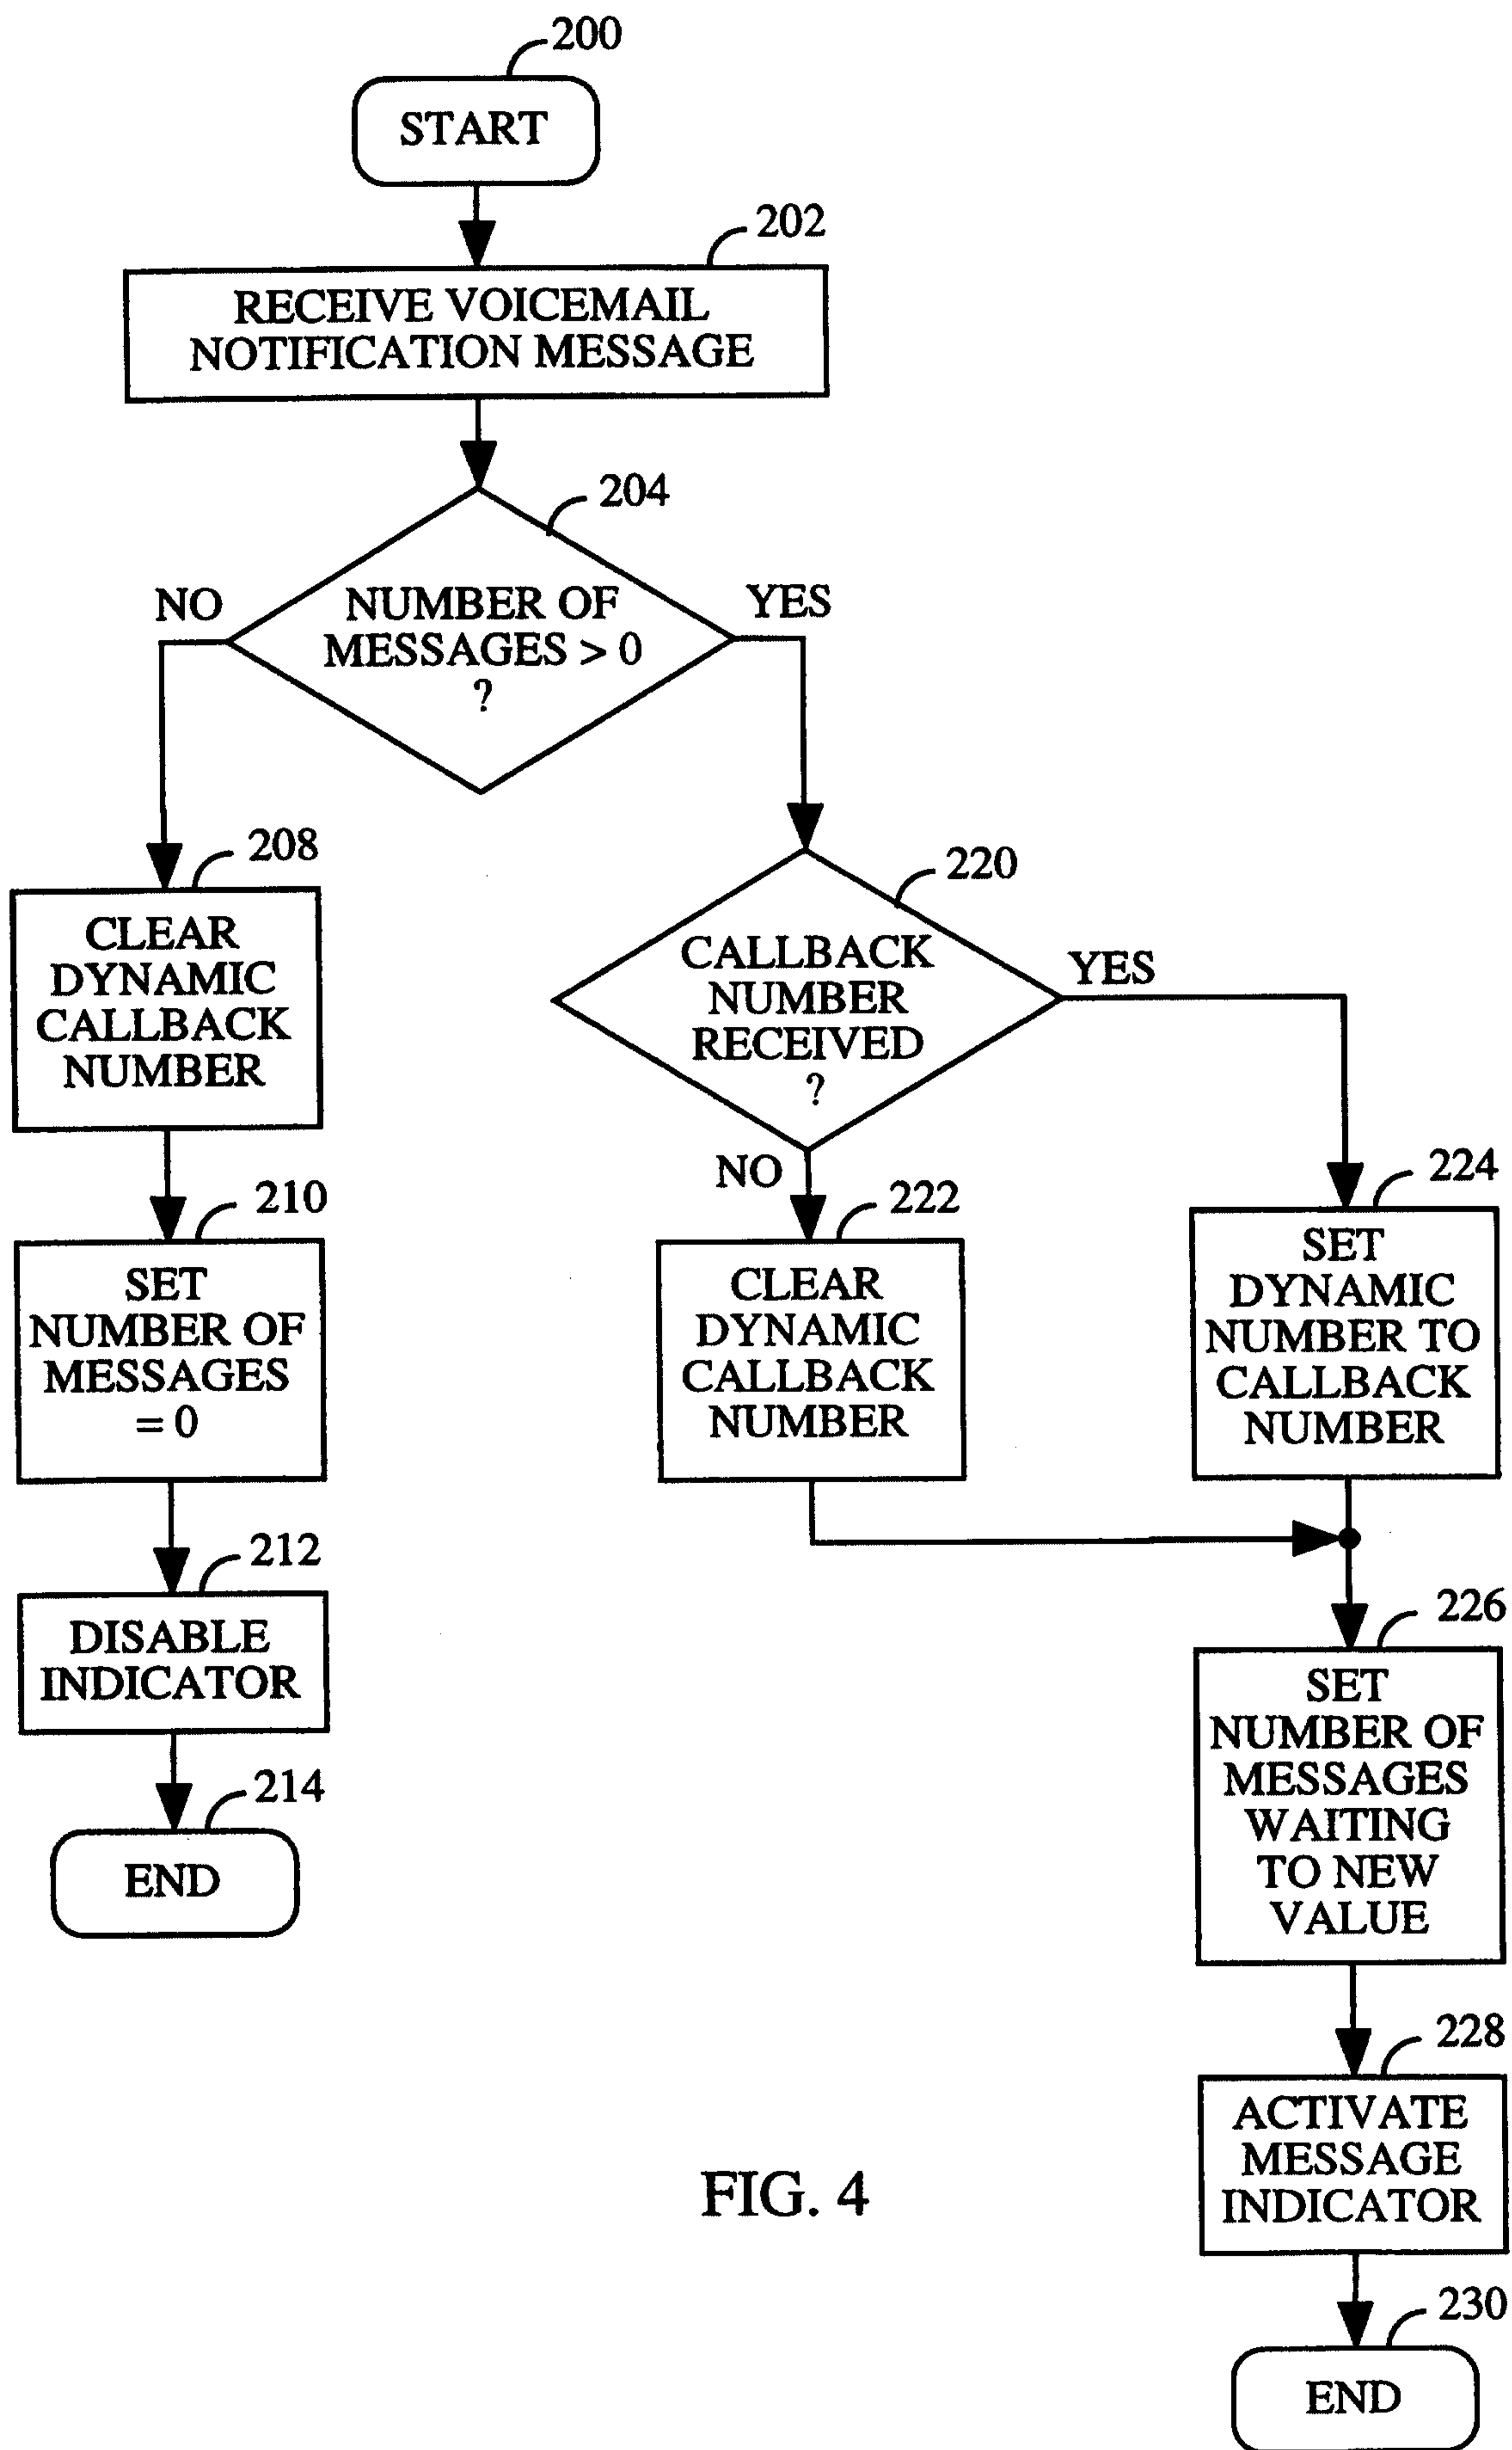 200
START
202
RECEIVE VOICEMAIL
NOTIFICATION MESSAGE
204
NO
NUMBER OF
MESSAGES > 0
?
YES
208
CLEAR
DYNAMIC
CALLBACK
NUMBER
220
CALLBACK
NUMBER
RECEIVED
?
YES
NO
210
SET
NUMBER OF
MESSAGES
= 0
222
CLEAR
DYNAMIC
CALLBACK
NUMBER
224
SET
DYNAMIC
NUMBER TO
CALLBACK
NUMBER
212
DISABLE
INDICATOR
214
END
226
SET
NUMBER OF
MESSAGES
WAITING
TO NEW
VALUE
228
ACTIVATE
MESSAGE
INDICATOR
230
END
FIG. 4